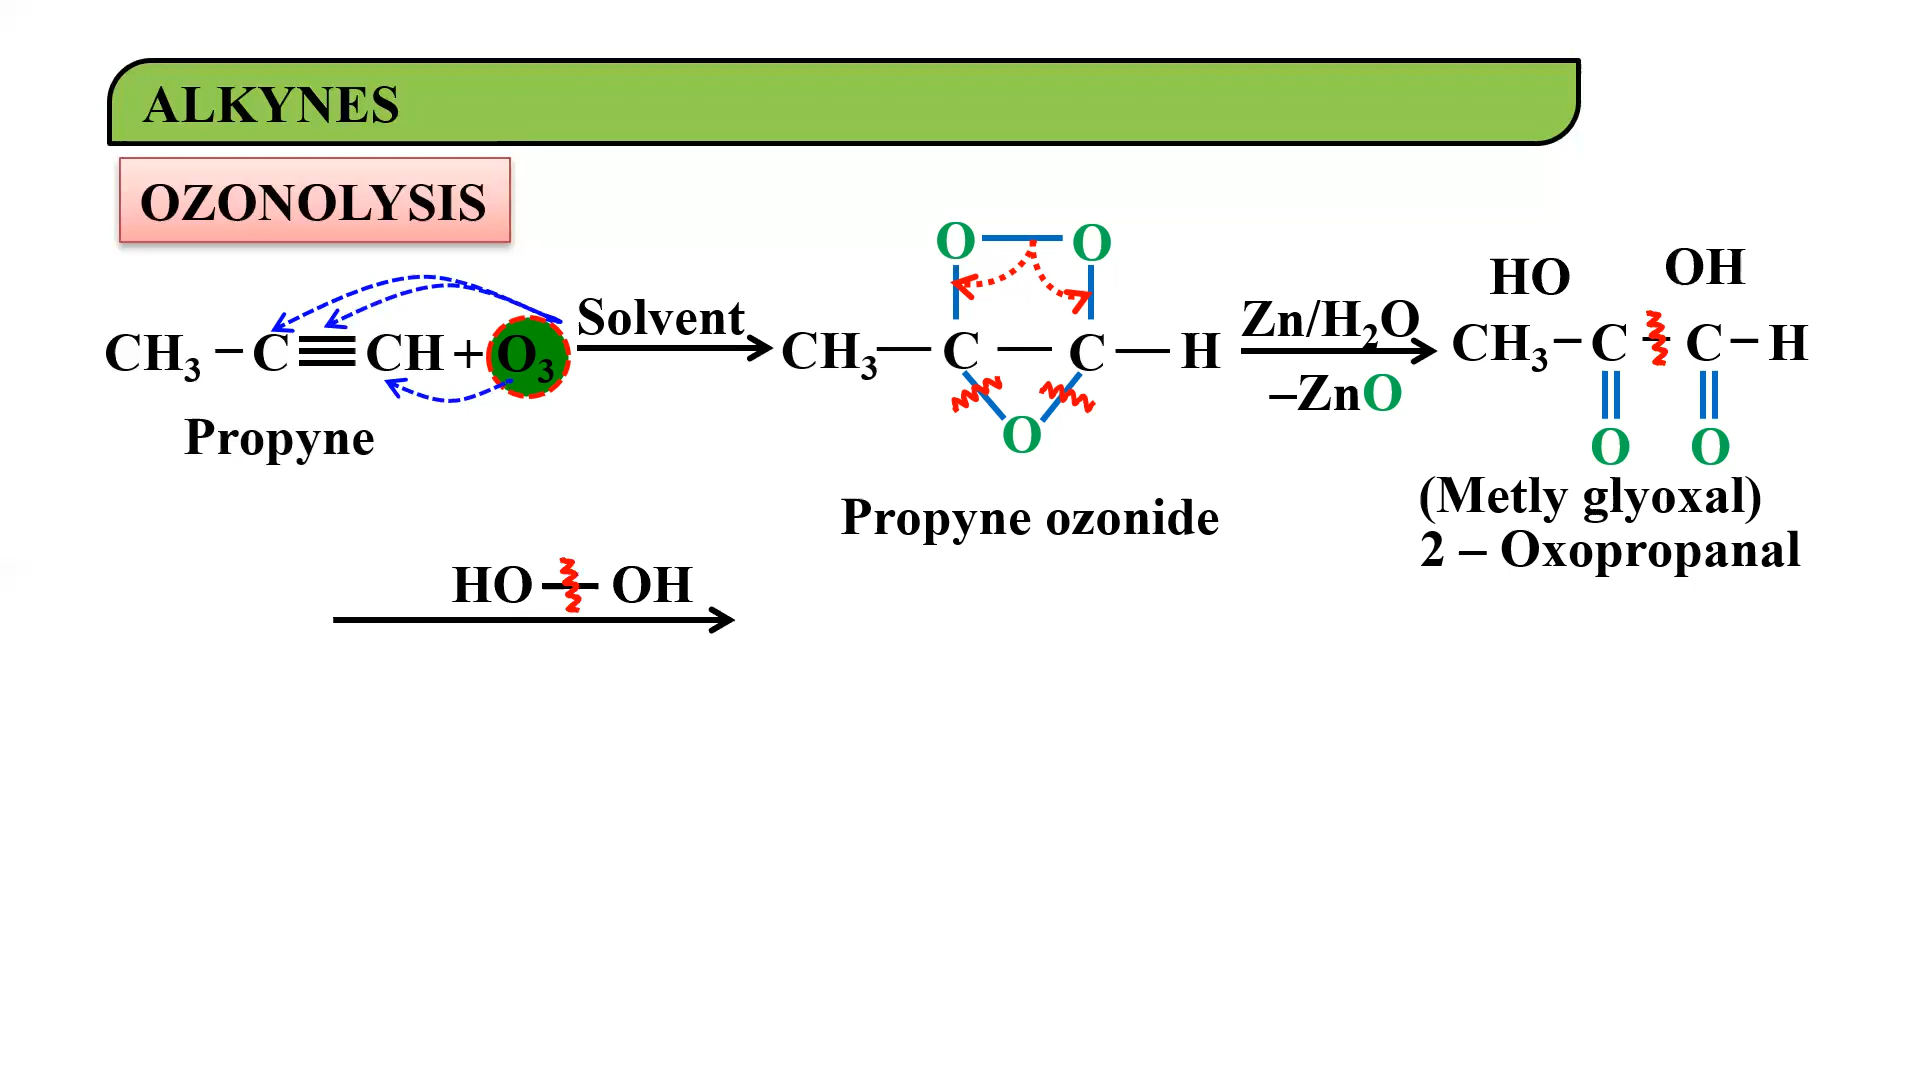 ALKYNES
OZONOLYSIS
CH₃ – C ≡ CH + O₃
Propyne
Solvent
O — O
CH₃ — C — C — H
O
Propyne ozonide
Zn/H₂O
–ZnO
HO OH
CH₃ – C – C – H
O O
(Metly glyoxal)
2 – Oxopropanal
HO – OH